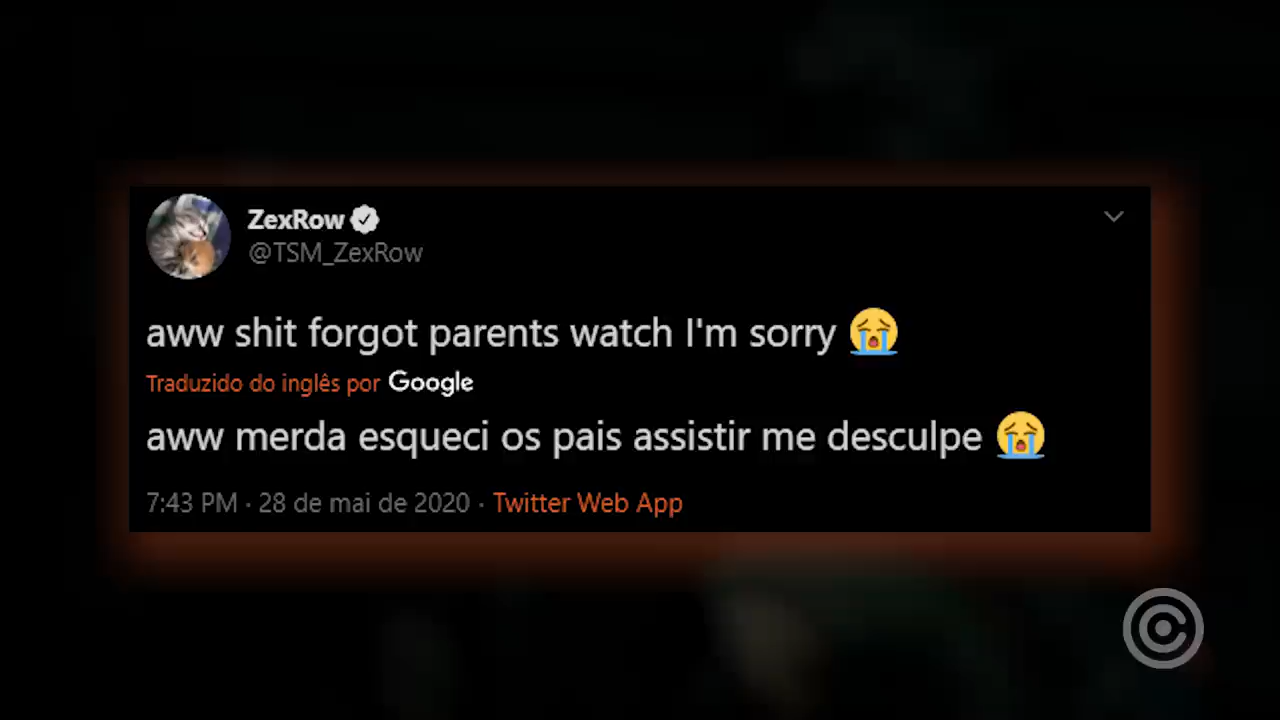 ZexRow
@TSM_ZexRow
aww shit forgot parents watch I'm sorry 😭
Traduzido do inglês por Google
aww merda esqueci os pais assistir me desculpe 😭
7:43 PM · 28 de mai de 2020 · Twitter Web App